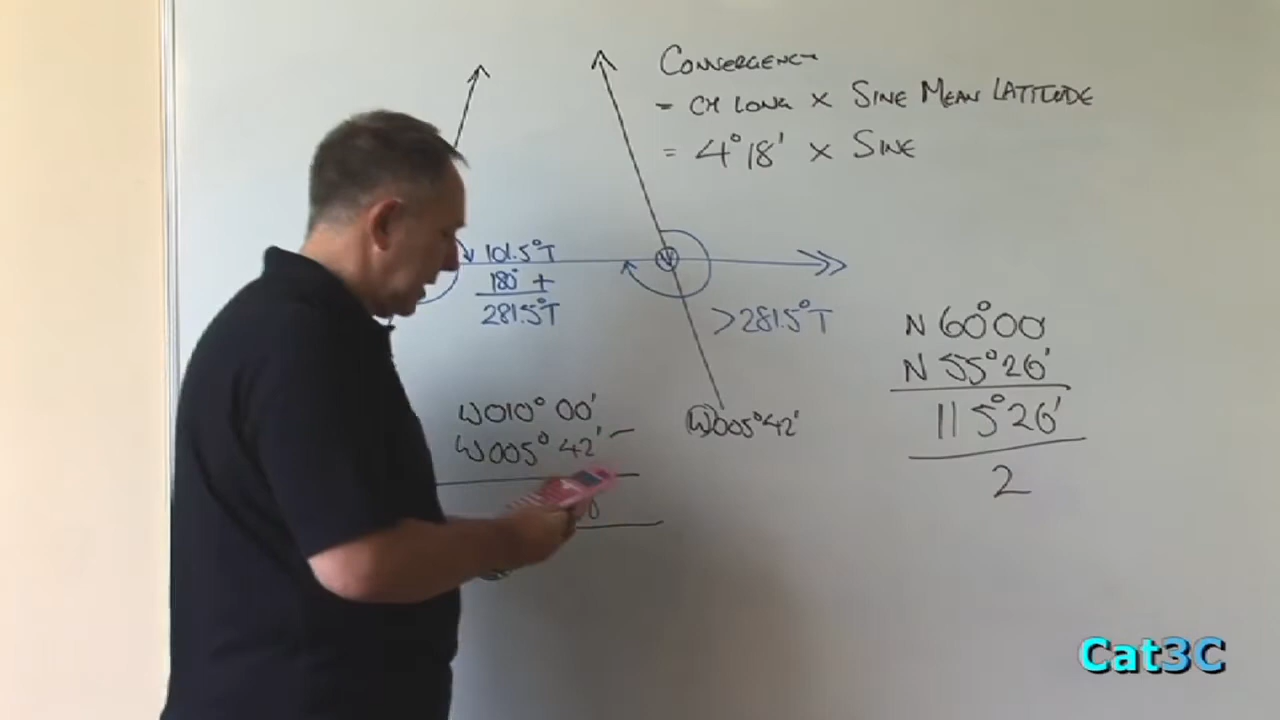 CONVERGENCY
= CH LONG × SINE MEAN LATITUDE
= 4°18' × SINE
101.5°T
180° +
281.5°T
>281.5°T
N 60°00'
N 55°26'
115°26'
2
W010° 00'
W005° 42' –
W005°42'
Cat3C